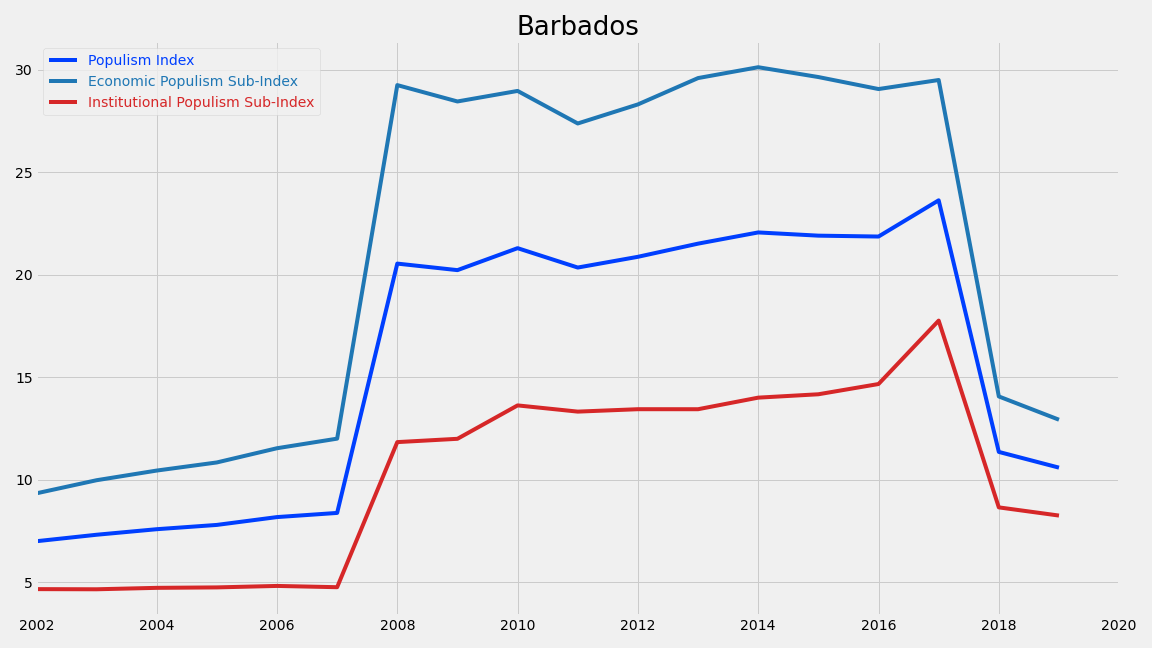 Barbados
Populism Index
Economic Populism Sub-Index
Institutional Populism Sub-Index
30
25
20
15
10
5
2002 2004 2006 2008 2010 2012 2014 2016 2018 2020